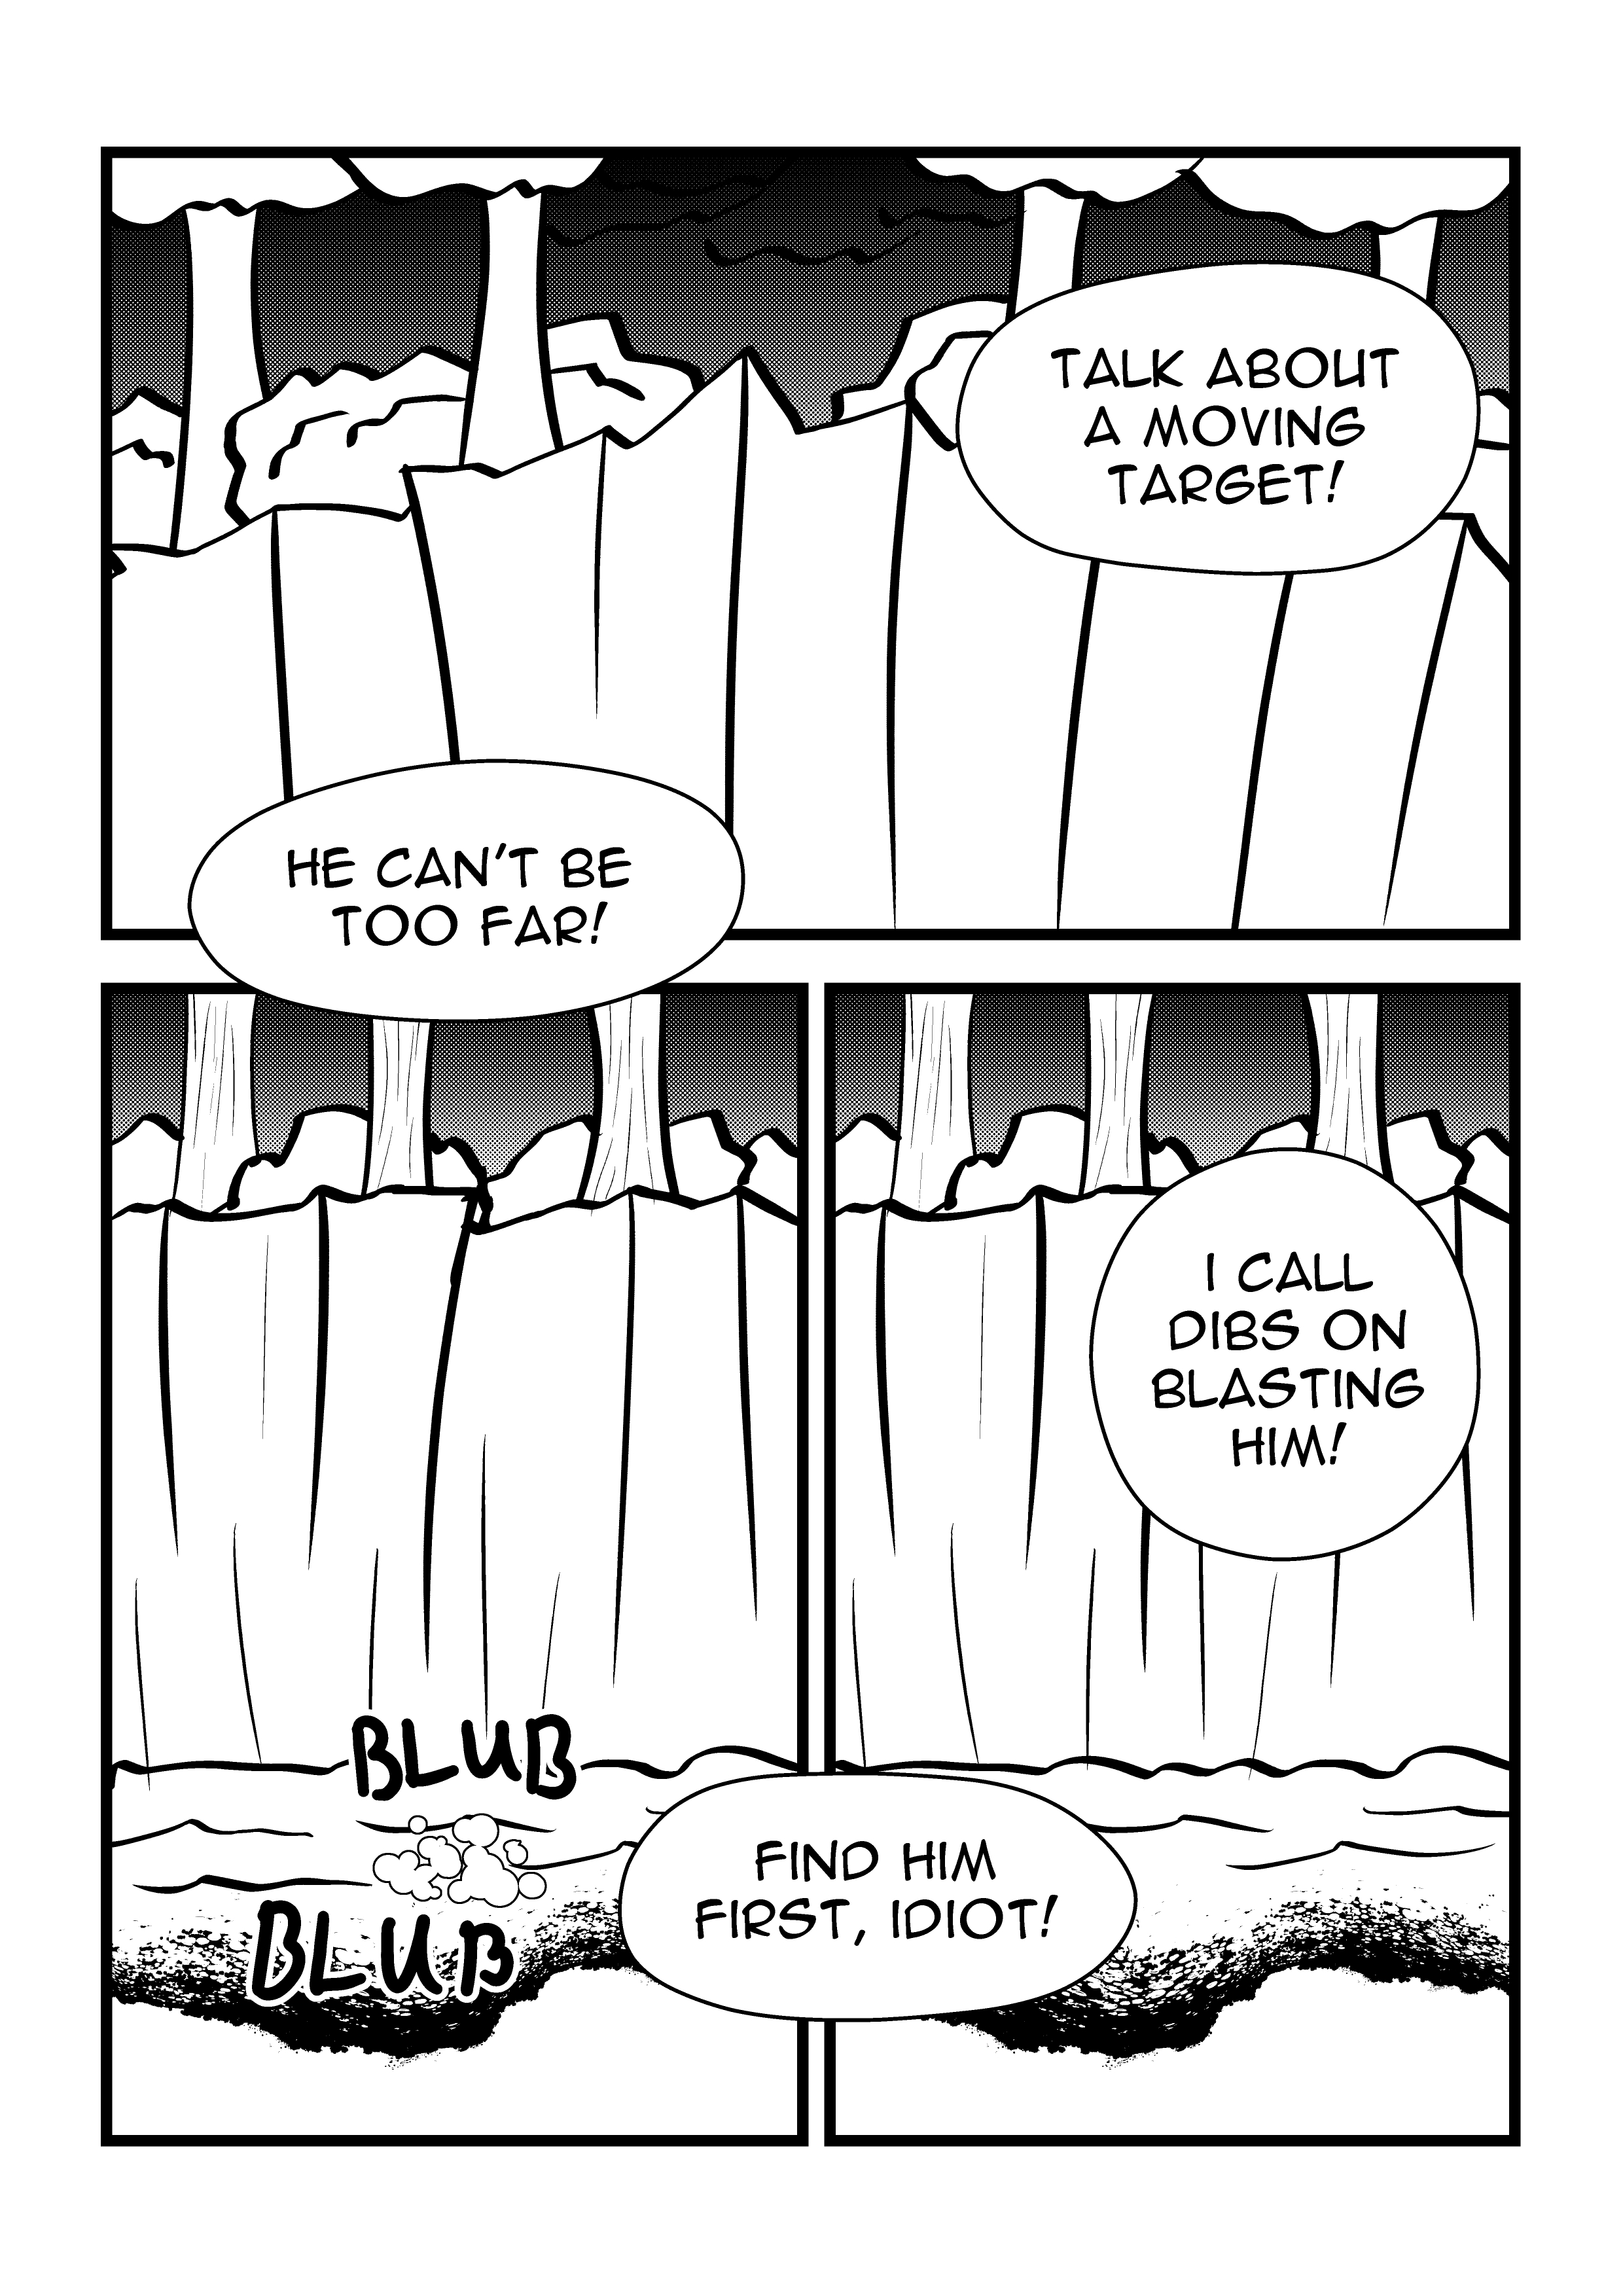 TALK ABOUT
A MOVING
TARGET!
HE CAN'T BE
TOO FAR!
I CALL
DIBS ON
BLASTING
HIM!
FIND HIM
FIRST, IDIOT!
BLUB
BLUB